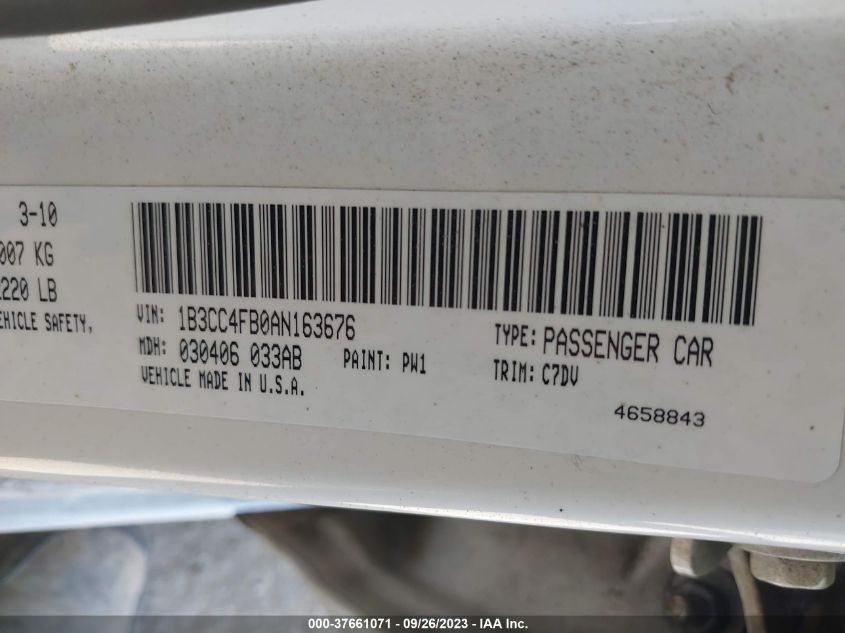 3-10
007 KG
220 LB
EHICLE SAFETY,
VIN: 1B3CC4FB0AN163676
TYPE: PASSENGER CAR
MDH: 030406 033AB
PAINT: PW1
TRIM: C7DV
VEHICLE MADE IN U.S.A.
4658843
000-37661071 - 09/26/2023 - IAA Inc.